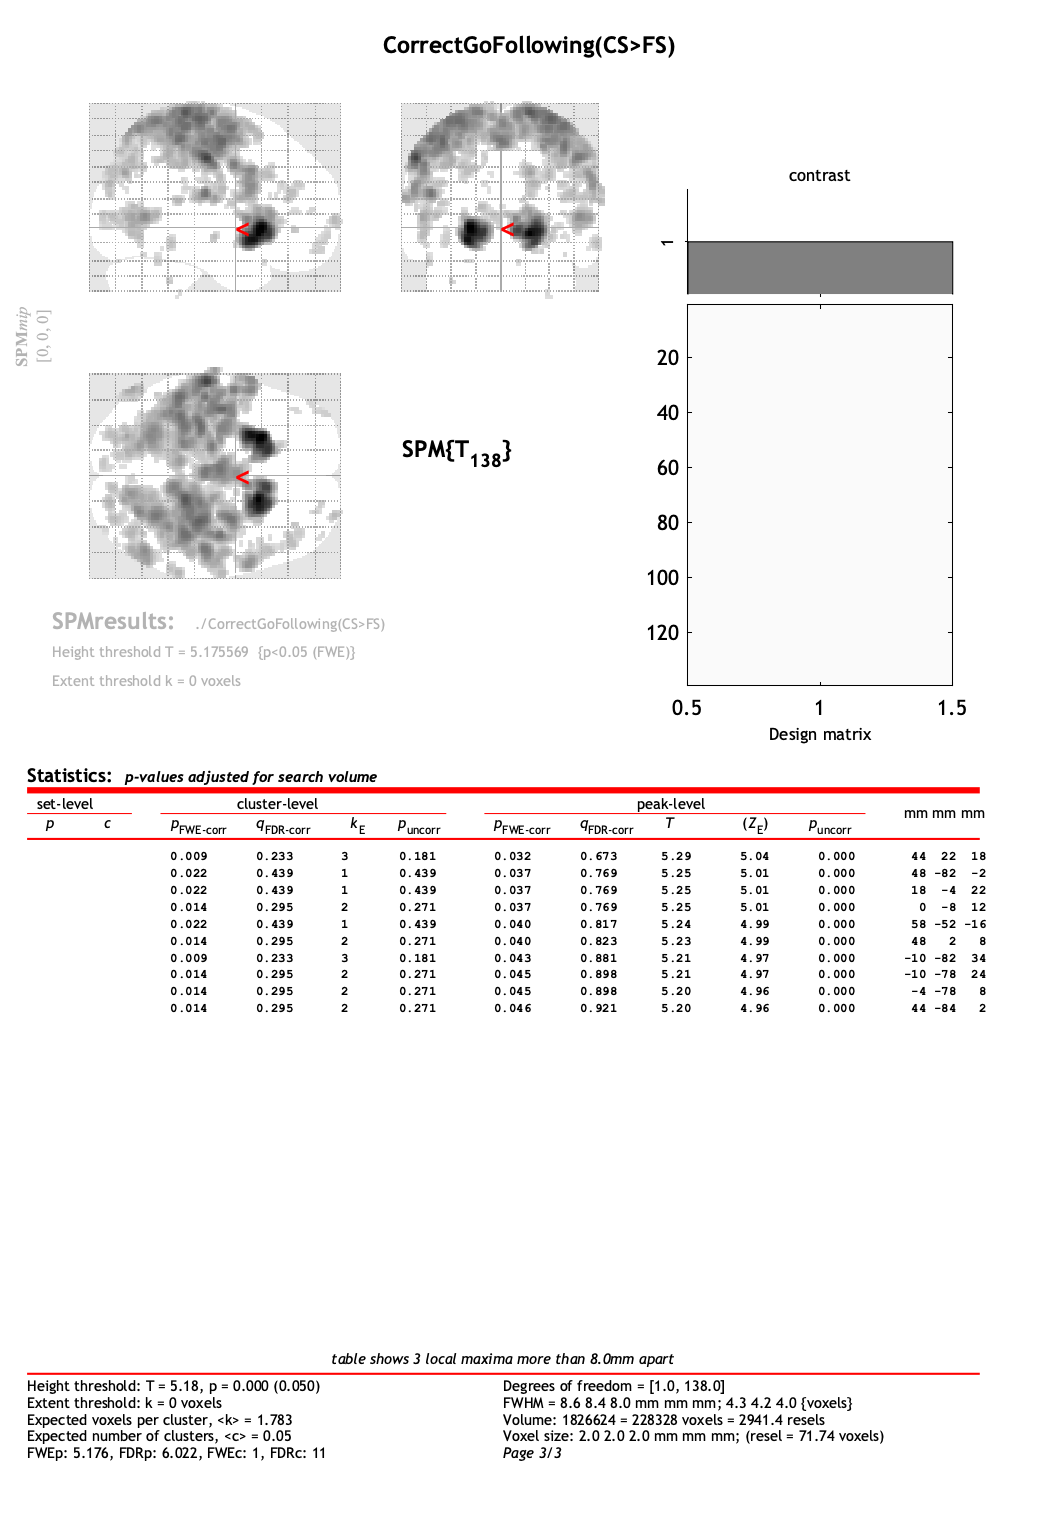 CorrectGoFollowing(CS>FS)
SPMmip
[0, 0, 0]
<
<
<
SPM{T138}
contrast
1
20
40
60
80
100
120
0.5 1 1.5
Design matrix
SPMresults: ./CorrectGoFollowing(CS>FS)
Height threshold T = 5.175569 {p<0.05 (FWE)}
Extent threshold k = 0 voxels
Statistics: p-values adjusted for search volume
set-level cluster-level peak-level mm mm mm
p c pFWE-corr qFDR-corr kE puncorr pFWE-corr qFDR-corr T (ZE) puncorr
0.009 0.233 3 0.181 0.032 0.673 5.29 5.04 0.000 44 22 18
0.022 0.439 1 0.439 0.037 0.769 5.25 5.01 0.000 48 -82 -2
0.022 0.439 1 0.439 0.037 0.769 5.25 5.01 0.000 18 -4 22
0.014 0.295 2 0.271 0.037 0.769 5.25 5.01 0.000 0 -8 12
0.022 0.439 1 0.439 0.040 0.817 5.24 4.99 0.000 58 -52 -16
0.014 0.295 2 0.271 0.040 0.823 5.23 4.99 0.000 48 2 8
0.009 0.233 3 0.181 0.043 0.881 5.21 4.97 0.000 -10 -82 34
0.014 0.295 2 0.271 0.045 0.898 5.21 4.97 0.000 -10 -78 24
0.014 0.295 2 0.271 0.045 0.898 5.20 4.96 0.000 -4 -78 8
0.014 0.295 2 0.271 0.046 0.921 5.20 4.96 0.000 44 -84 2
table shows 3 local maxima more than 8.0mm apart
Height threshold: T = 5.18, p = 0.000 (0.050)
Extent threshold: k = 0 voxels
Expected voxels per cluster, <k> = 1.783
Expected number of clusters, <c> = 0.05
FWEp: 5.176, FDRp: 6.022, FWEc: 1, FDRc: 11
Degrees of freedom = [1.0, 138.0]
FWHM = 8.6 8.4 8.0 mm mm mm; 4.3 4.2 4.0 {voxels}
Volume: 1826624 = 228328 voxels = 2941.4 resels
Voxel size: 2.0 2.0 2.0 mm mm mm; (resel = 71.74 voxels)
Page 3/3